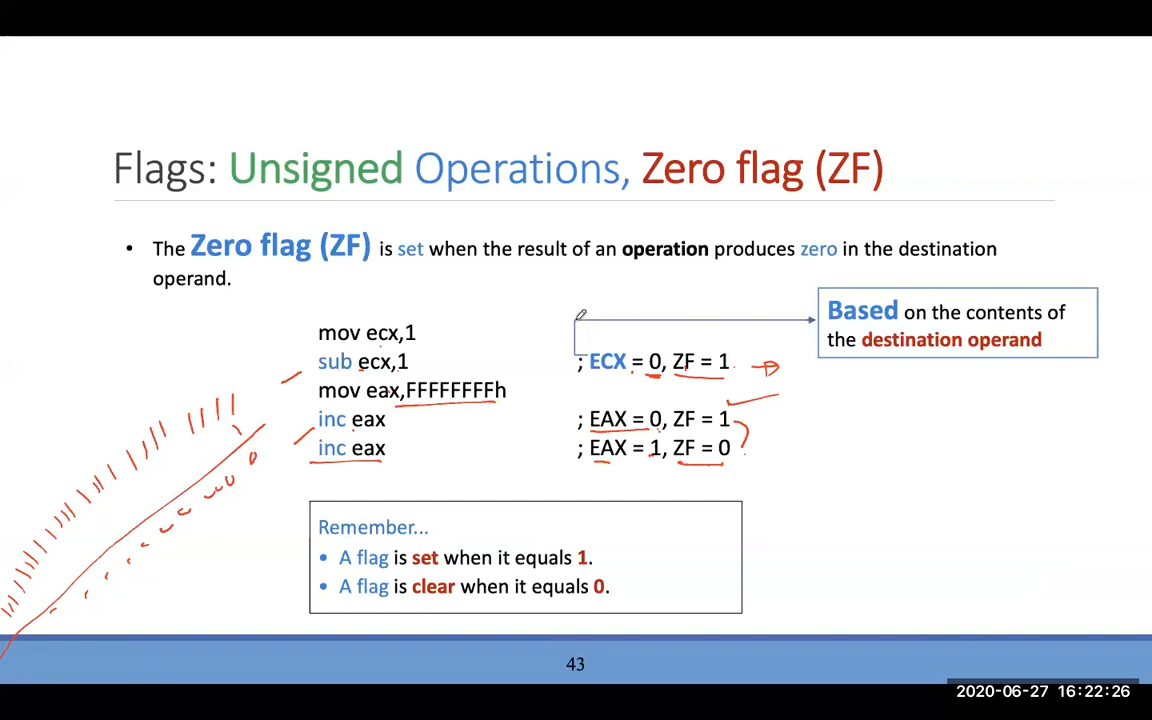 Flags: Unsigned Operations, Zero flag (ZF)
• The Zero flag (ZF) is set when the result of an operation produces zero in the destination
operand.
Based on the contents of
the destination operand
mov ecx,1
sub ecx,1 ; ECX = 0, ZF = 1
mov eax,FFFFFFFFh
inc eax ; EAX = 0, ZF = 1
inc eax ; EAX = 1, ZF = 0
Remember...
• A flag is set when it equals 1.
• A flag is clear when it equals 0.
43
2020-06-27 16:22:26